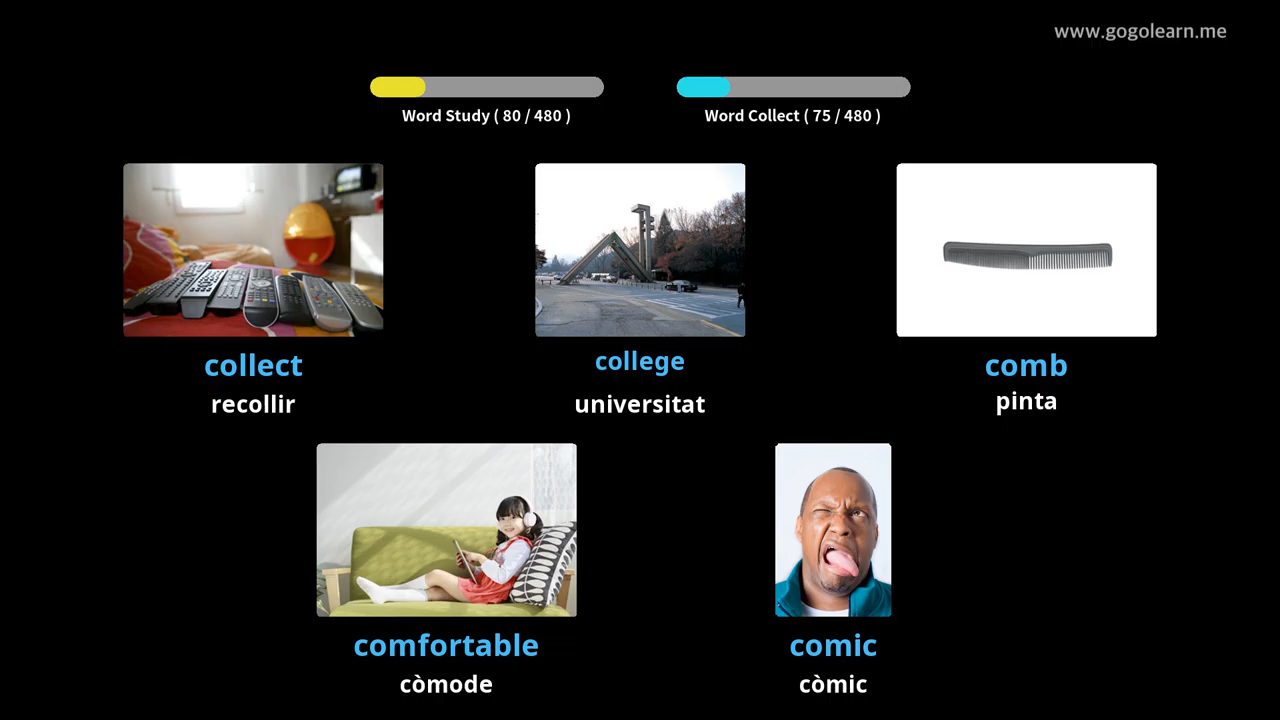 www.gogolearn.me
Word Study ( 80 / 480 )
Word Collect ( 75 / 480 )
collect
recollir
college
universitat
comb
pinta
comfortable
còmode
comic
còmic